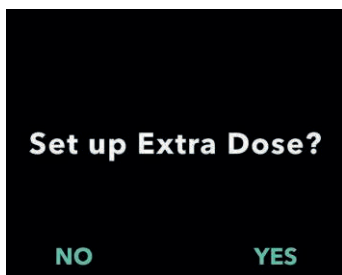 Set up Extra Dose?
NO YES